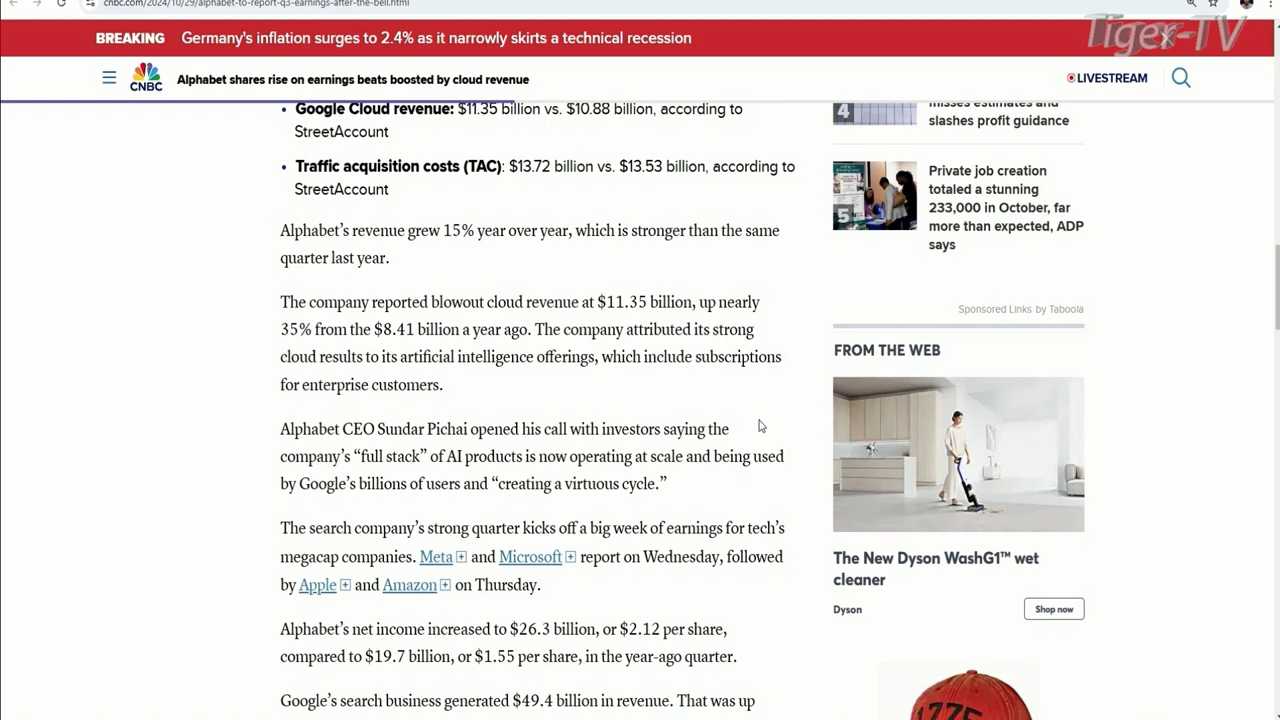 cnbc.com/2024/10/29/alphabet-to-report-q3-earnings-after-the-bell.html
Tiger-TV
BREAKING Germany's inflation surges to 2.4% as it narrowly skirts a technical recession
CNBC
Alphabet shares rise on earnings beats boosted by cloud revenue
LIVESTREAM
Google Cloud revenue: $11.35 billion vs. $10.88 billion, according to
StreetAccount
Traffic acquisition costs (TAC): $13.72 billion vs. $13.53 billion, according to
StreetAccount
Alphabet’s revenue grew 15% year over year, which is stronger than the same
quarter last year.
The company reported blowout cloud revenue at $11.35 billion, up nearly
35% from the $8.41 billion a year ago. The company attributed its strong
cloud results to its artificial intelligence offerings, which include subscriptions
for enterprise customers.
Alphabet CEO Sundar Pichai opened his call with investors saying the
company’s “full stack” of AI products is now operating at scale and being used
by Google’s billions of users and “creating a virtuous cycle.”
The search company’s strong quarter kicks off a big week of earnings for tech’s
megacap companies. Meta and Microsoft report on Wednesday, followed
by Apple and Amazon on Thursday.
Alphabet’s net income increased to $26.3 billion, or $2.12 per share,
compared to $19.7 billion, or $1.55 per share, in the year-ago quarter.
Google’s search business generated $49.4 billion in revenue. That was up
4
misses estimates and
slashes profit guidance
5
Private job creation
totaled a stunning
233,000 in October, far
more than expected, ADP
says
Sponsored Links by Taboola
FROM THE WEB
The New Dyson WashG1™ wet
cleaner
Dyson
Shop now
1775